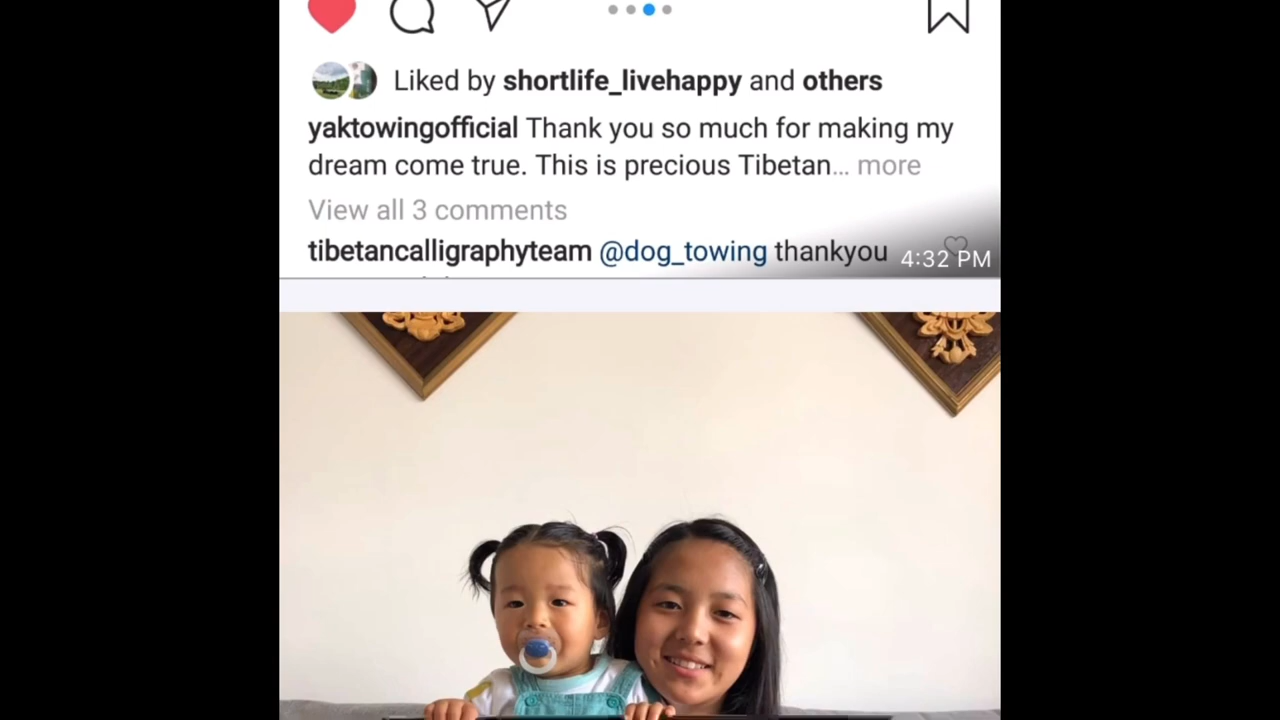 Liked by shortlife_livehappy and others
yaktowingofficial Thank you so much for making my
dream come true. This is precious Tibetan... more
View all 3 comments
tibetancalligraphyteam @dog_towing thankyou
4:32 PM